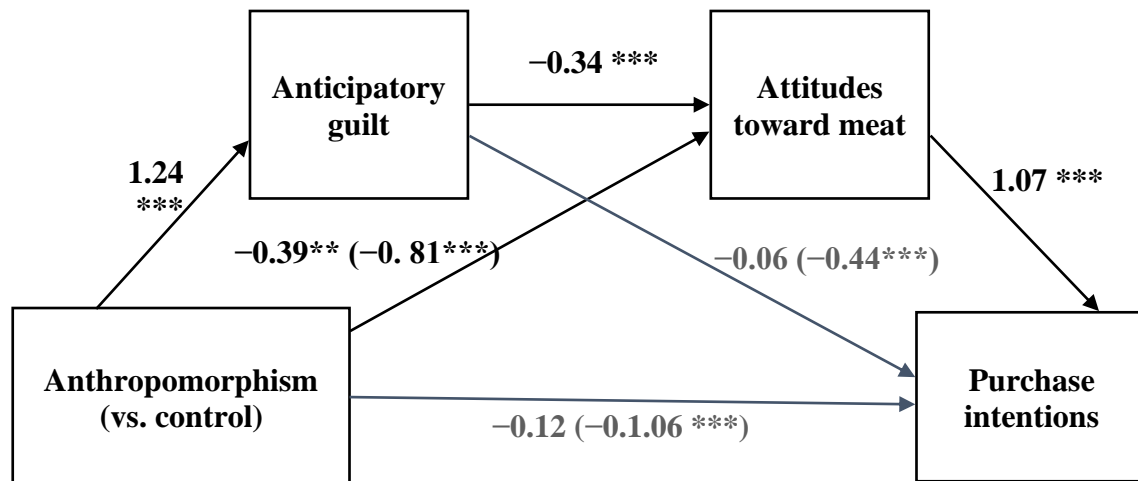 −0.34 ***
Anticipatory
guilt
Attitudes
toward meat
1.24
***
1.07 ***
−0.39** (−0. 81***)
−0.06 (−0.44***)
Anthropomorphism
(vs. control)
Purchase
intentions
−0.12 (−0.1.06 ***)